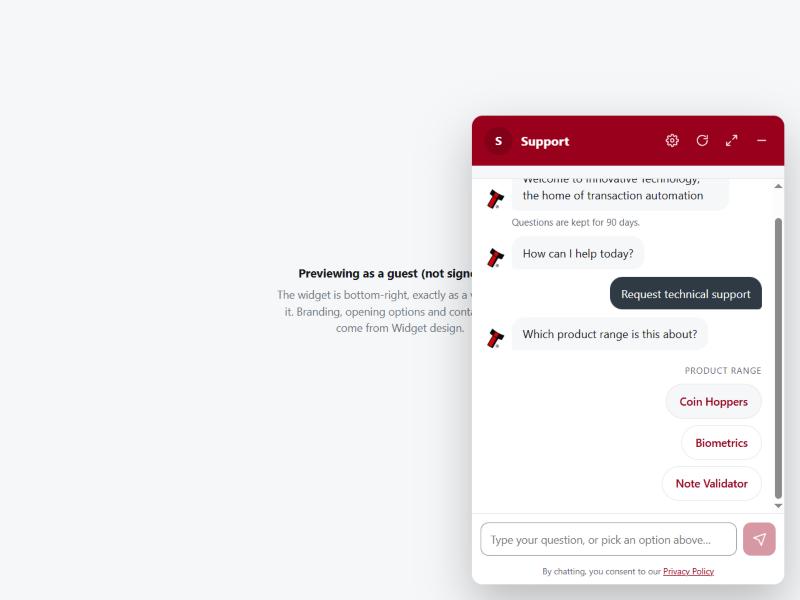 S Support
Welcome to Innovative Technology,
the home of transaction automation
Questions are kept for 90 days.
How can I help today?
Request technical support
Which product range is this about?
PRODUCT RANGE
Coin Hoppers
Biometrics
Note Validator
Type your question, or pick an option above...
By chatting, you consent to our Privacy Policy
Previewing as a guest (not
The widget is bottom-right, exactly as a
it. Branding, opening options and
come from Widget design.